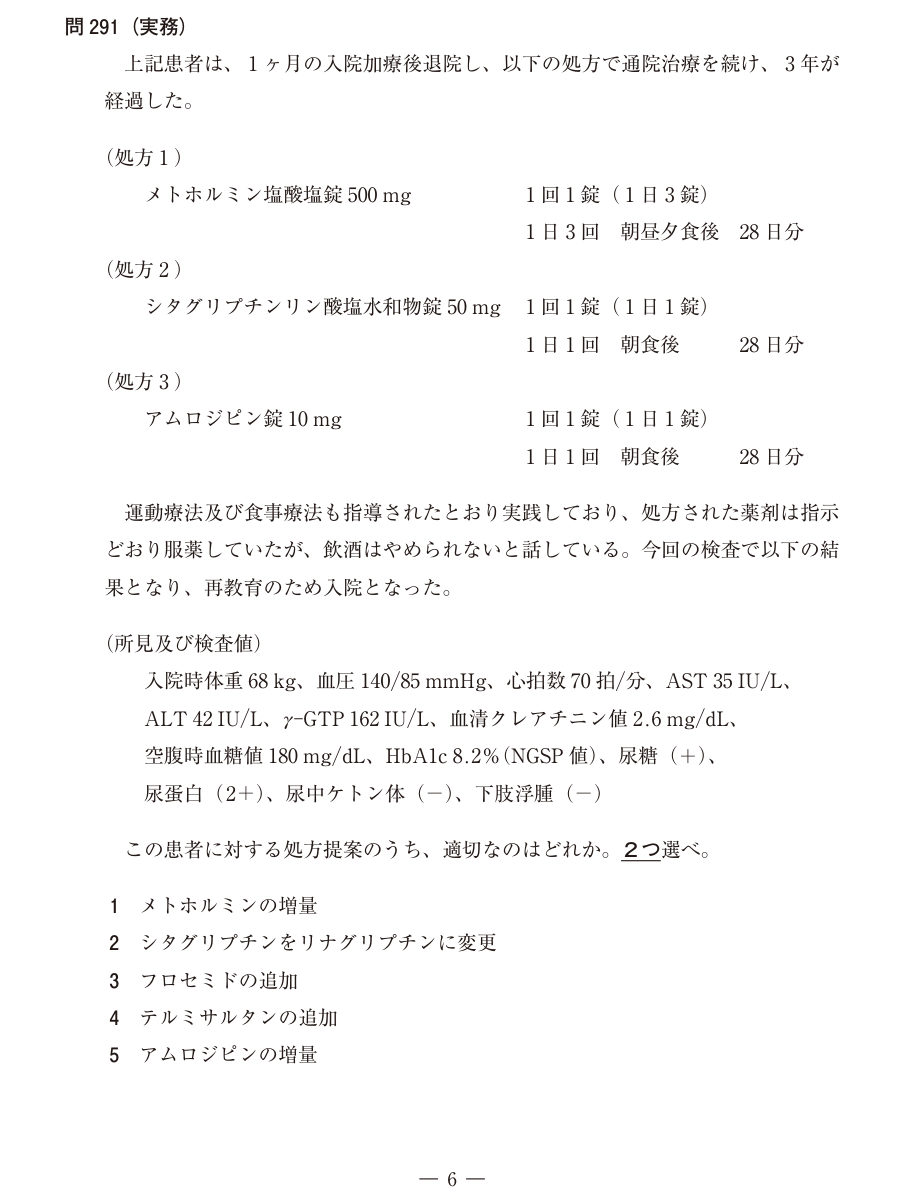 問 291（実務）
上記患者は、1ヶ月の入院加療後退院し、以下の処方で通院治療を続け、3年が
経過した。
（処方1）
メトホルミン塩酸塩錠 500 mg　1回1錠（1日3錠）
1日3回　朝昼夕食後　28日分
（処方2）
シタグリプチンリン酸塩水和物錠 50 mg　1回1錠（1日1錠）
1日1回　朝食後　28日分
（処方3）
アムロジピン錠 10 mg　1回1錠（1日1錠）
1日1回　朝食後　28日分
運動療法及び食事療法も指導されたとおり実践しており、処方された薬剤は指示
どおり服薬していたが、飲酒はやめられないと話している。今回の検査で以下の結
果となり、再教育のため入院となった。
（所見及び検査値）
入院時体重 68 kg、血圧 140/85 mmHg、心拍数 70 拍/分、AST 35 IU/L、
ALT 42 IU/L、γ-GTP 162 IU/L、血清クレアチニン値 2.6 mg/dL、
空腹時血糖値 180 mg/dL、HbA1c 8.2%（NGSP 値）、尿糖（＋）、
尿蛋白（2＋）、尿中ケトン体（－）、下肢浮腫（－）
この患者に対する処方提案のうち、適切なのはどれか。2つ選べ。
1　メトホルミンの増量
2　シタグリプチンをリナグリプチンに変更
3　フロセミドの追加
4　テルミサルタンの追加
5　アムロジピンの増量
— 6 —